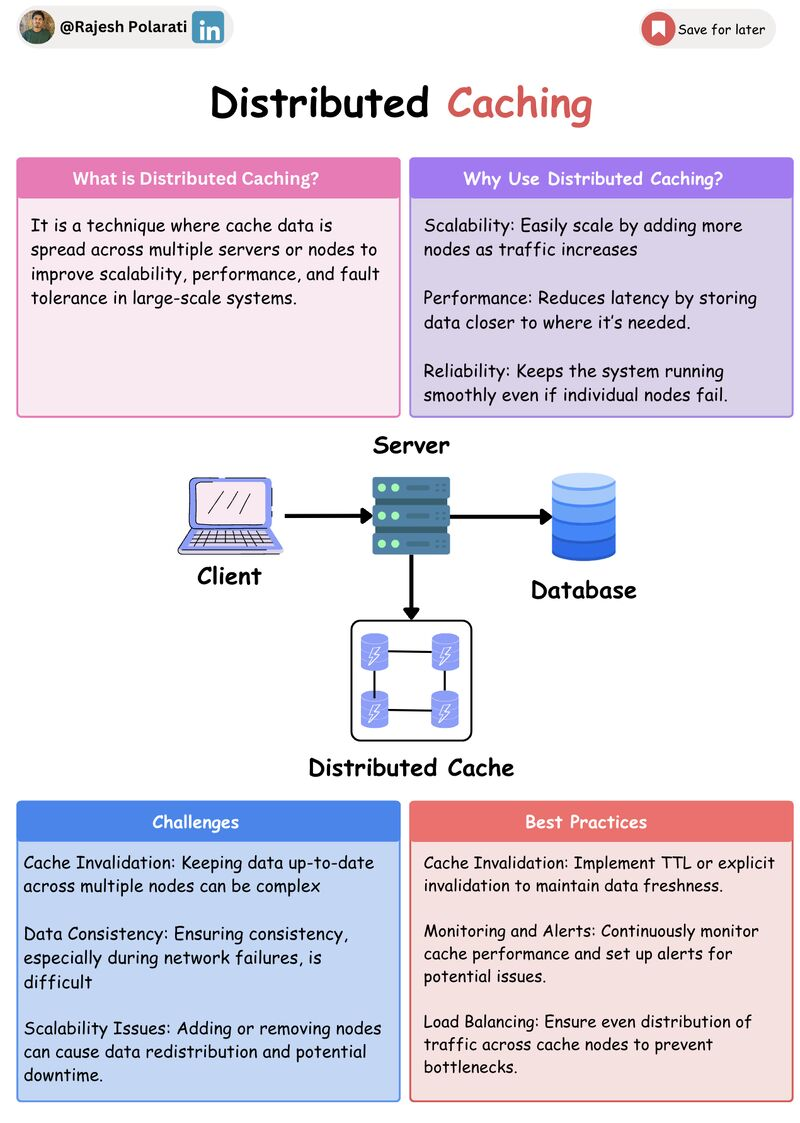 @Rajesh Polarati in
Save for later
Distributed Caching
What is Distributed Caching?
It is a technique where cache data is
spread across multiple servers or nodes to
improve scalability, performance, and fault
tolerance in large-scale systems.
Why Use Distributed Caching?
Scalability: Easily scale by adding more
nodes as traffic increases
Performance: Reduces latency by storing
data closer to where it's needed.
Reliability: Keeps the system running
smoothly even if individual nodes fail.
Server
Client
Database
Distributed Cache
Challenges
Cache Invalidation: Keeping data up-to-date
across multiple nodes can be complex
Data Consistency: Ensuring consistency,
especially during network failures, is
difficult
Scalability Issues: Adding or removing nodes
can cause data redistribution and potential
downtime.
Best Practices
Cache Invalidation: Implement TTL or explicit
invalidation to maintain data freshness.
Monitoring and Alerts: Continuously monitor
cache performance and set up alerts for
potential issues.
Load Balancing: Ensure even distribution of
traffic across cache nodes to prevent
bottlenecks.